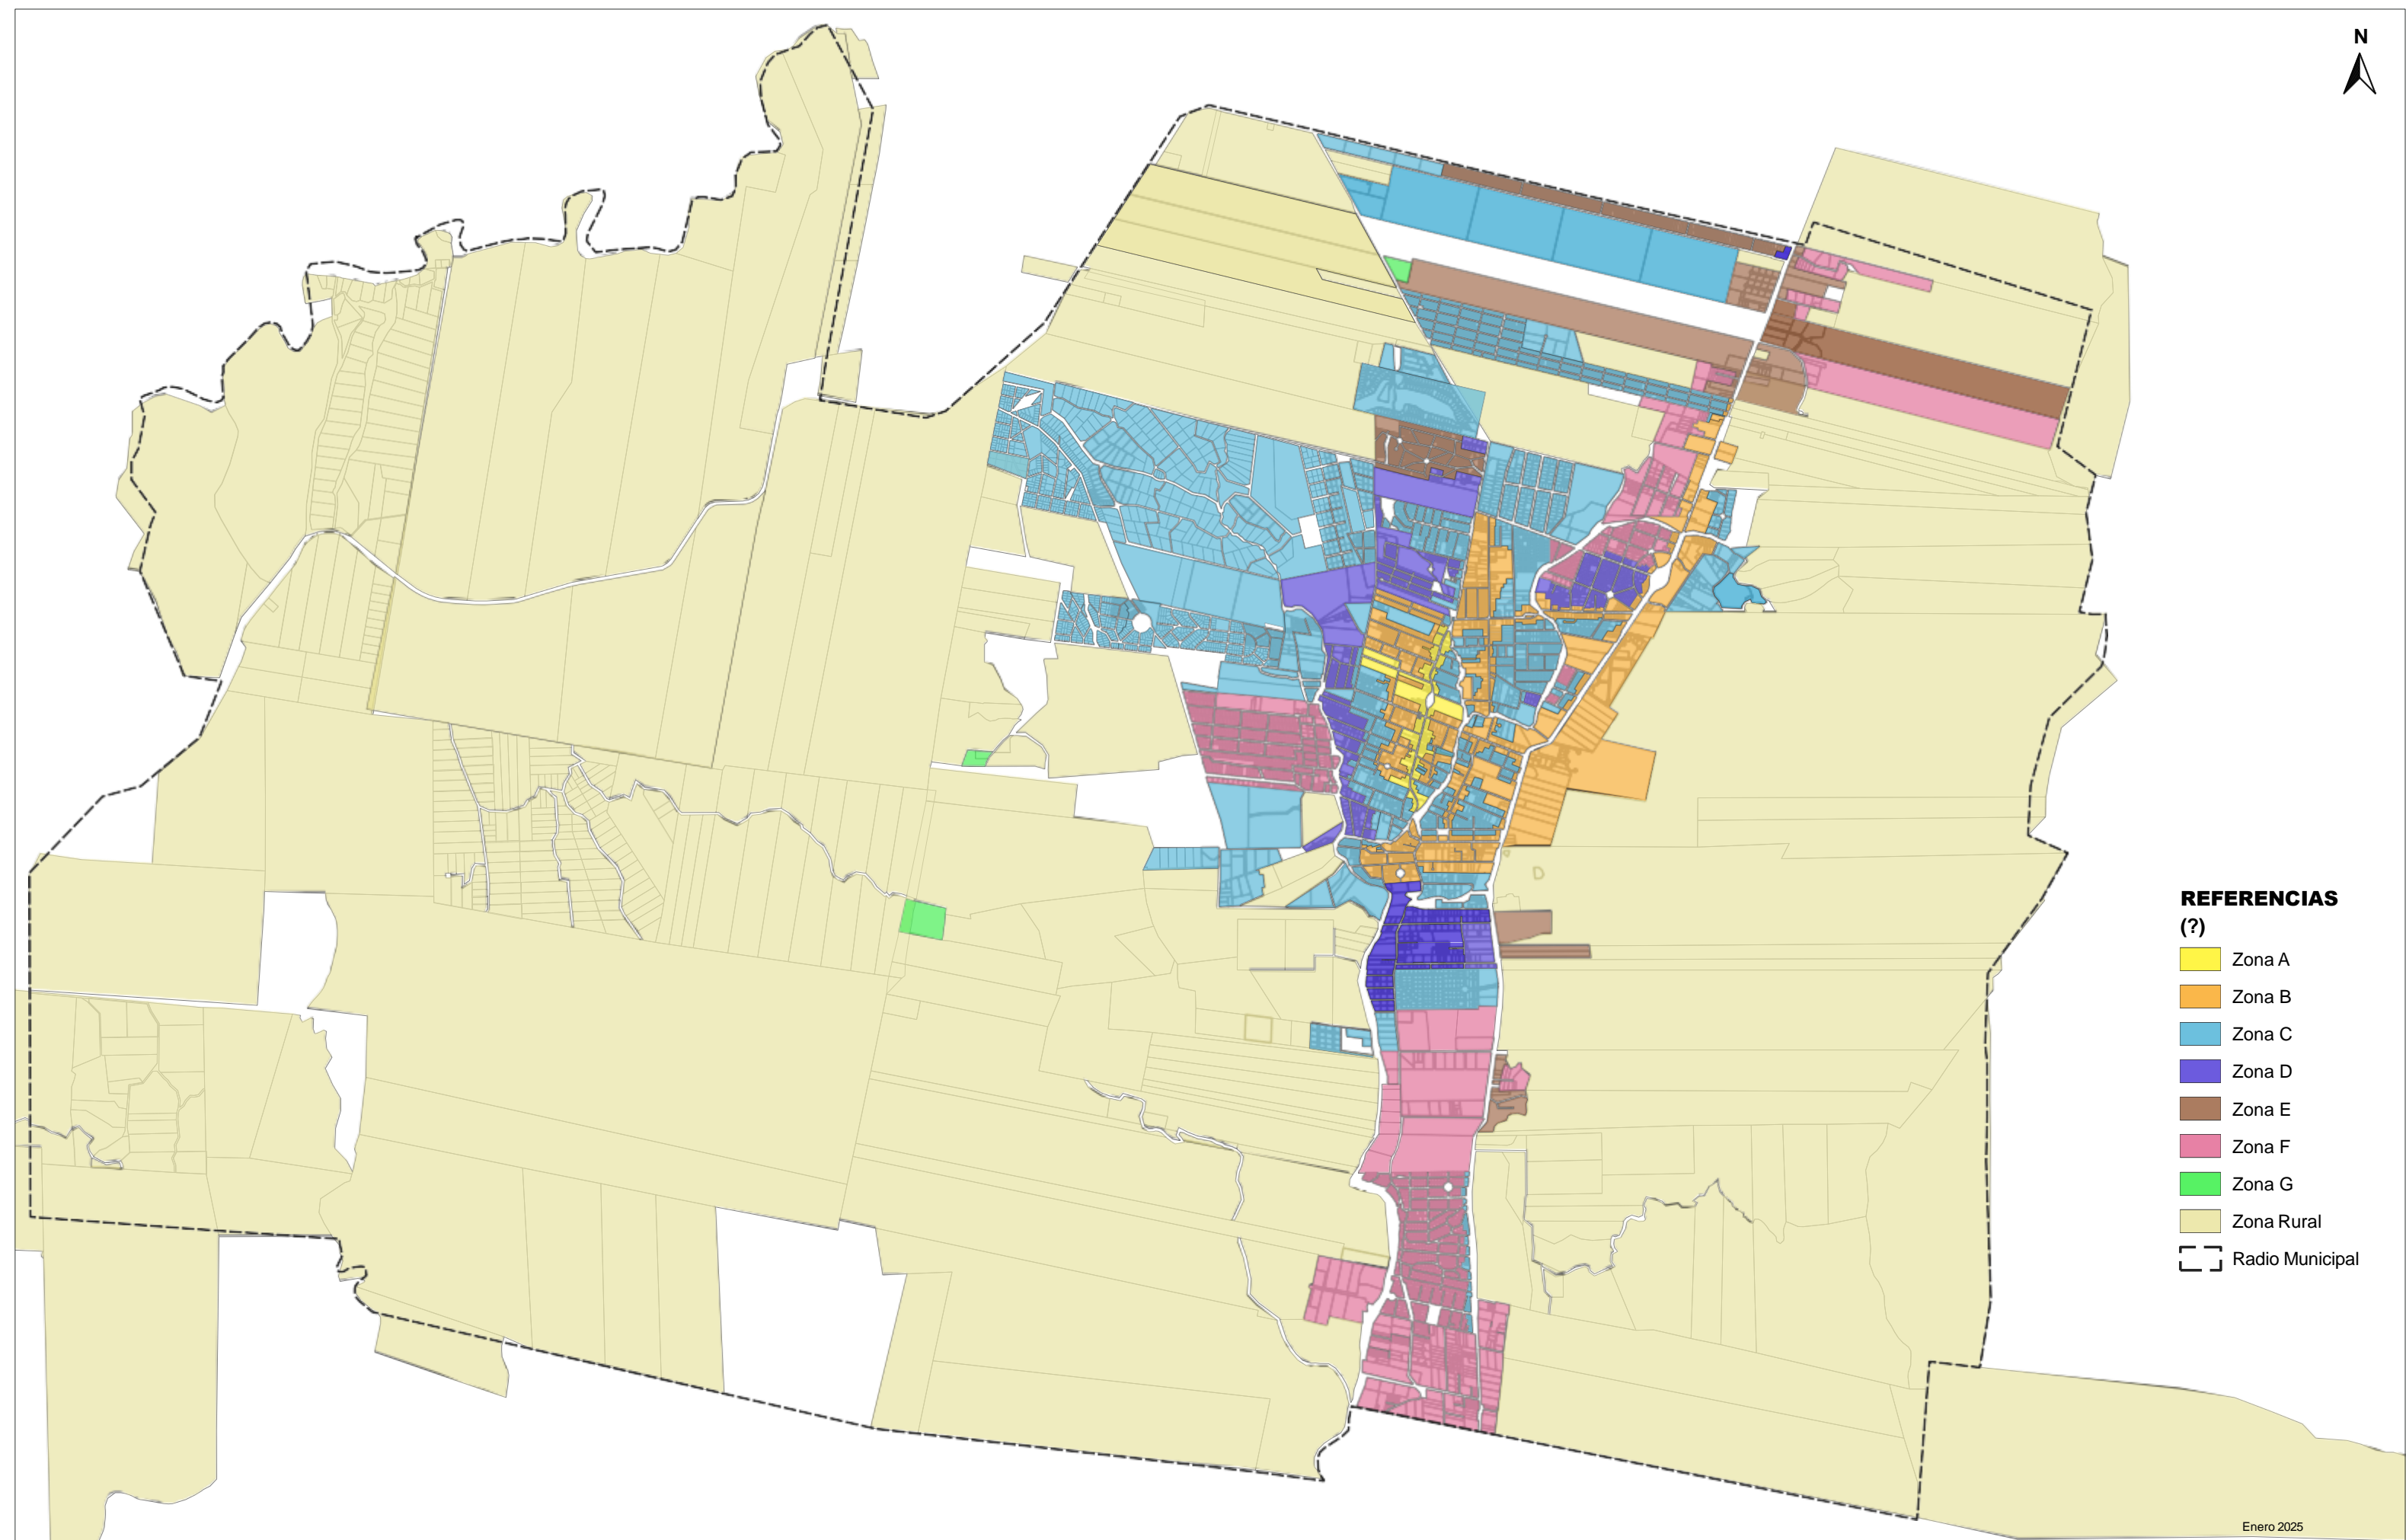 N
REFERENCIAS
(?)
Zona A
Zona B
Zona C
Zona D
Zona E
Zona F
Zona G
Zona Rural
Radio Municipal
Enero 2025